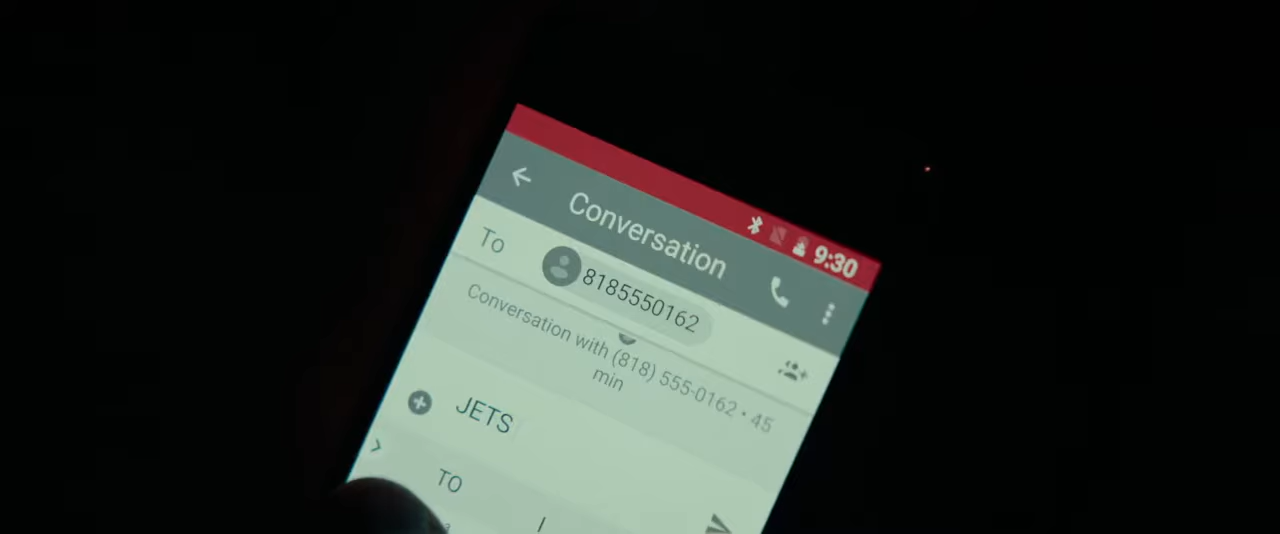 9:30
Conversation
To 8185550162
Conversation with (818) 555-0162 • 45
min
JETS
TO I
a